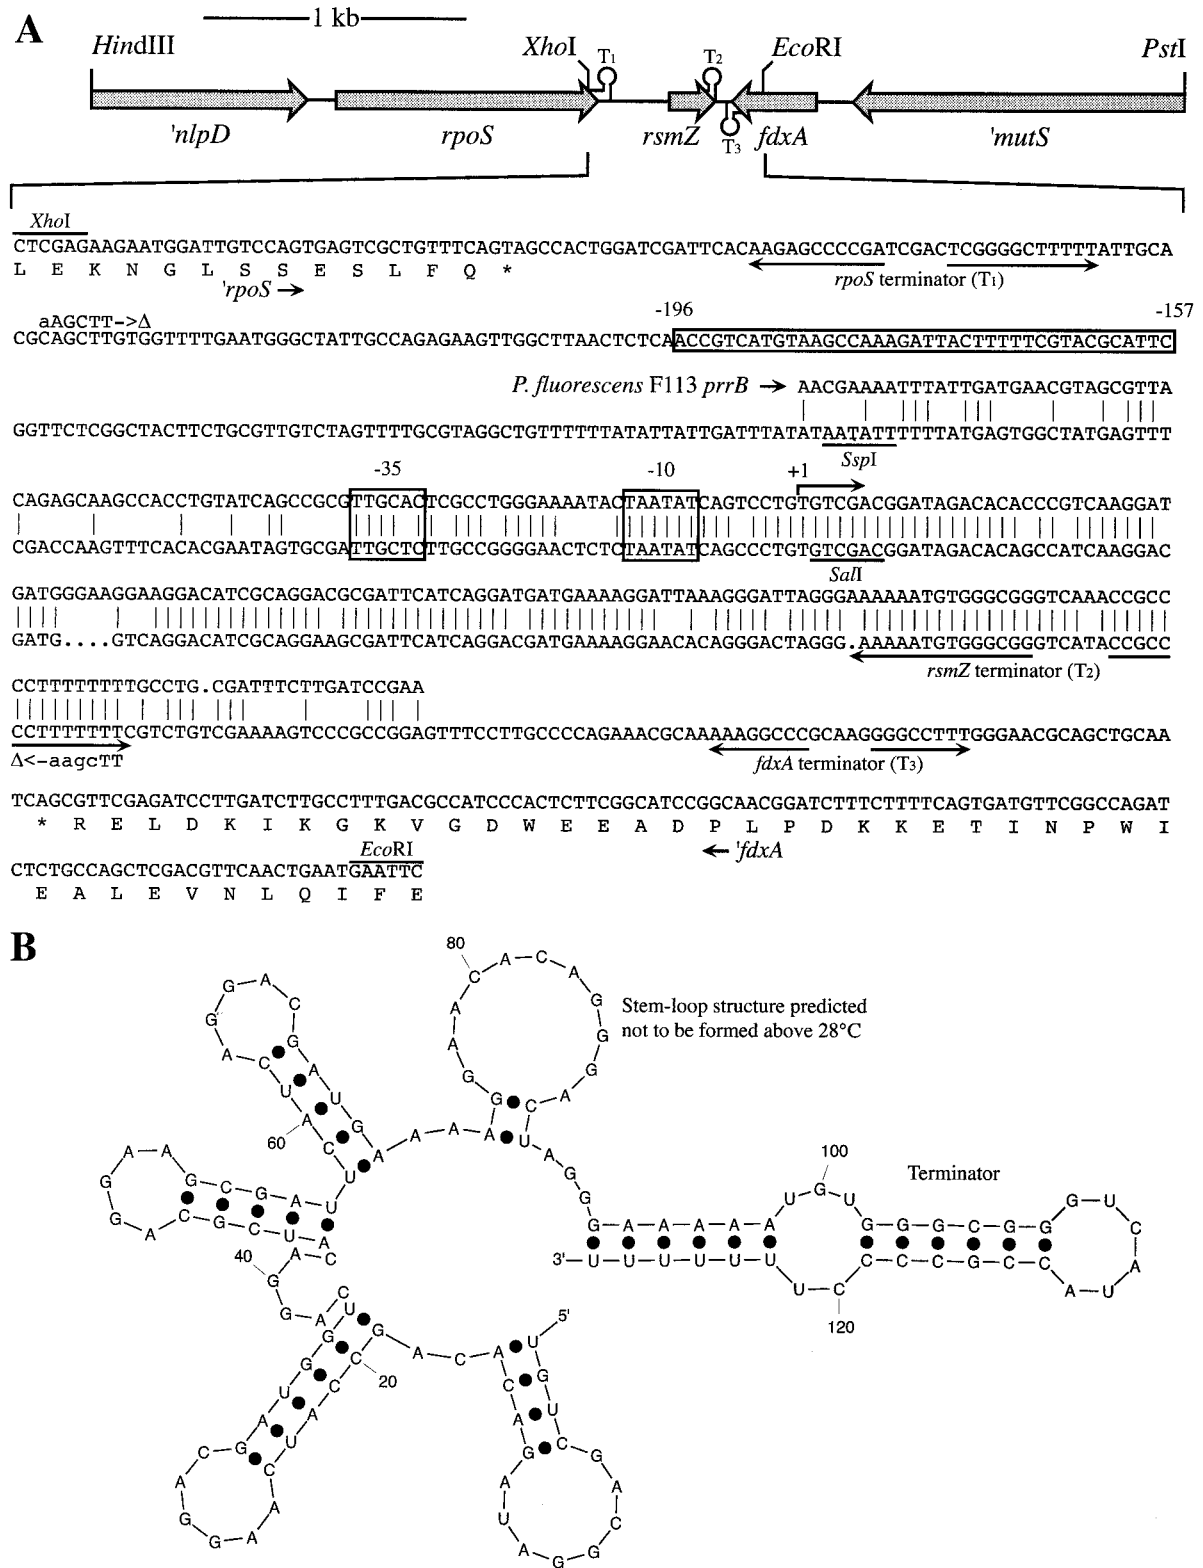 A
1 kb
HindIII XhoI T1 T2 EcoRI PstI
'nlpD rpoS rsmZ T3 fdxA 'mutS
XhoI
CTCGAGAAGAATGGATTGTCCAGTGAGTCGCTGTTTCAGTAGCCACTGGATCGATTCACAAGAGCCCCGATCGACTCGGGGCTTTTTATTGCA
L E K N G L S S E S L F Q *
'rpoS → rpoS terminator (T1)
aAGCTT->Δ -196 -157
CGCAGCTTGTGGTTTTGAATGGGCTATTGCCAGAGAAGTTGGCTTAACTCTCAACCGTCATGTAAGCCAAAGATTACTTTTTCGTACGCATTC
P. fluorescens F113 prrB → AACGAAAATTTATTGATGAACGTAGCGTTA
GGTTCTCGGCTACTTCTGCGTTGTCTAGTTTTGCGTAGGCTGTTTTTTATATTATTGATTTATATAATATTTTTTATGAGTGGCTATGAGTTT
SspI
-35 -10 +1
CAGAGCAAGCCACCTGTATCAGCCGCGTTGCACTCGCCTGGGAAAATACTAATATCAGTCCTGTGTCGACGGATAGACACACCCGTCAAGGAT
CGACCAAGTTTCACACGAATAGTGCGATTGCTCTTGCCGGGGAACTCTCTAATATCAGCCCTGTGTCGACGGATAGACACAGCCATCAAGGAC
SalI
GATGGGAAGGAAGGACATCGCAGGACGCGATTCATCAGGATGATGAAAAGGATTAAAGGGATTAGGGAAAAAATGTGGGCGGGTCAAACCGCC
GATG....GTCAGGACATCGCAGGAAGCGATTCATCAGGACGATGAAAAGGAACACAGGGACTAGGG.AAAAATGTGGGCGGGTCATACCGCC
rsmZ terminator (T2)
CCTTTTTTTTTGCCTG.CGATTTCTTGATCCGAA
CCTTTTTTTCGTCTGTCGAAAAGTCCCGCCGGAGTTTCCTTGCCCCAGAAACGCAAAAAGGCCCGCAAGGGGCCTTTGGGAACGCAGCTGCAA
Δ<-aagcTT fdxA terminator (T3)
TCAGCGTTCGAGATCCTTGATCTTGCCTTTGACGCCATCCCACTCTTCGGCATCCGGCAACGGATCTTTCTTTTCAGTGATGTTCGGCCAGAT
* R E L D K I K G K V G D W E E A D P L P D K K E T I N P W I
← 'fdxA
EcoRI
CTCTGCCAGCTCGACGTTCAACTGAATGAATTC
E A L E V N L Q I F E
B
80
Stem-loop structure predicted
not to be formed above 28°C
60
100
Terminator
40
3'
120
5'
20